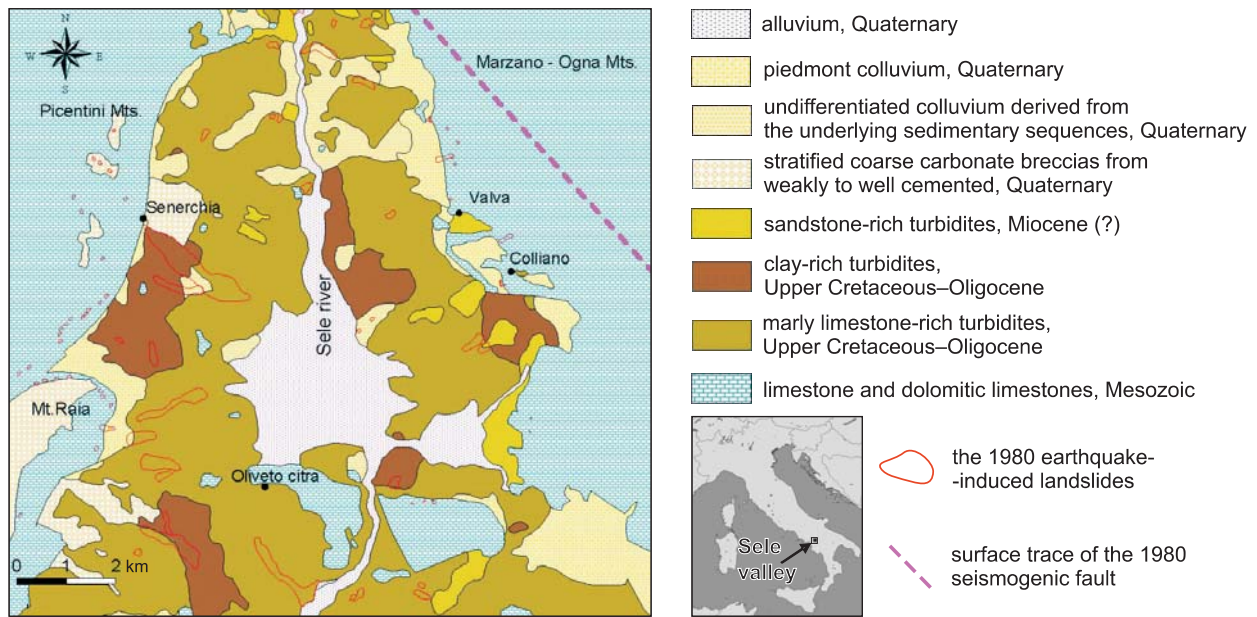 N
W E
S
Marzano - Ogna Mts.
Picentini Mts.
Senerchia
Valva
Colliano
Sele river
Mt.Raia
Oliveto citra
0 1 2 km
alluvium, Quaternary
piedmont colluvium, Quaternary
undifferentiated colluvium derived from
the underlying sedimentary sequences, Quaternary
stratified coarse carbonate breccias from
weakly to well cemented, Quaternary
sandstone-rich turbidites, Miocene (?)
clay-rich turbidites,
Upper Cretaceous–Oligocene
marly limestone-rich turbidites,
Upper Cretaceous–Oligocene
limestone and dolomitic limestones, Mesozoic
Sele
valley
the 1980 earthquake-
-induced landslides
surface trace of the 1980
seismogenic fault